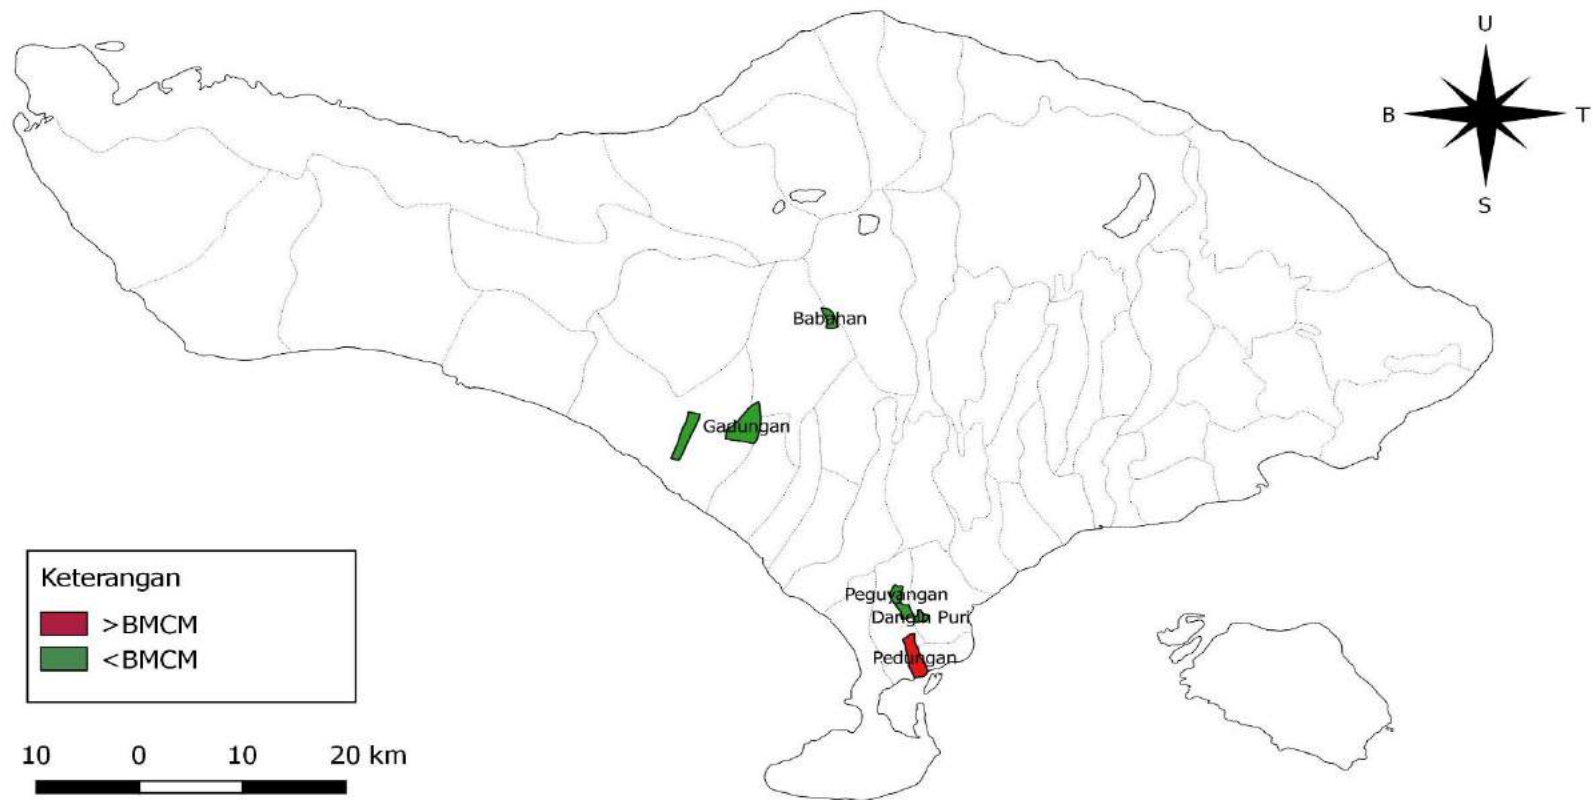 U
B
T
S
Babahan
Gadungan
Peguyangan
Dangin Puri
Pedungan
Keterangan
>BMCM
<BMCM
10 0 10 20 km